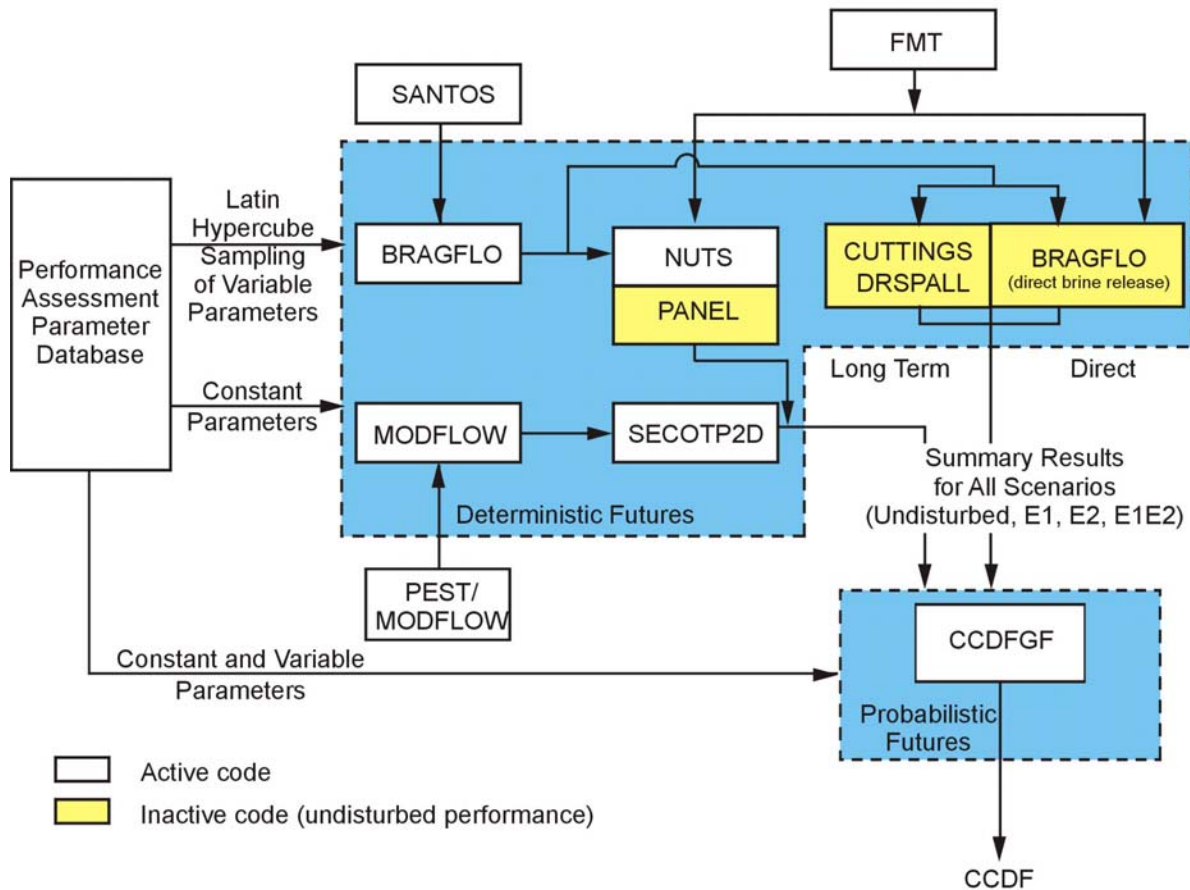 FMT
SANTOS
Performance
Assessment
Parameter
Database
Latin
Hypercube
Sampling
of Variable
Parameters
BRAGFLO
NUTS
PANEL
CUTTINGS
DRSPALL
BRAGFLO
(direct brine release)
Long Term
Direct
Constant
Parameters
MODFLOW
SECOTP2D
Deterministic Futures
Summary Results
for All Scenarios
(Undisturbed, E1, E2, E1E2)
PEST/
MODFLOW
Constant and Variable
Parameters
CCDFGF
Probabilistic
Futures
Active code
Inactive code (undisturbed performance)
CCDF